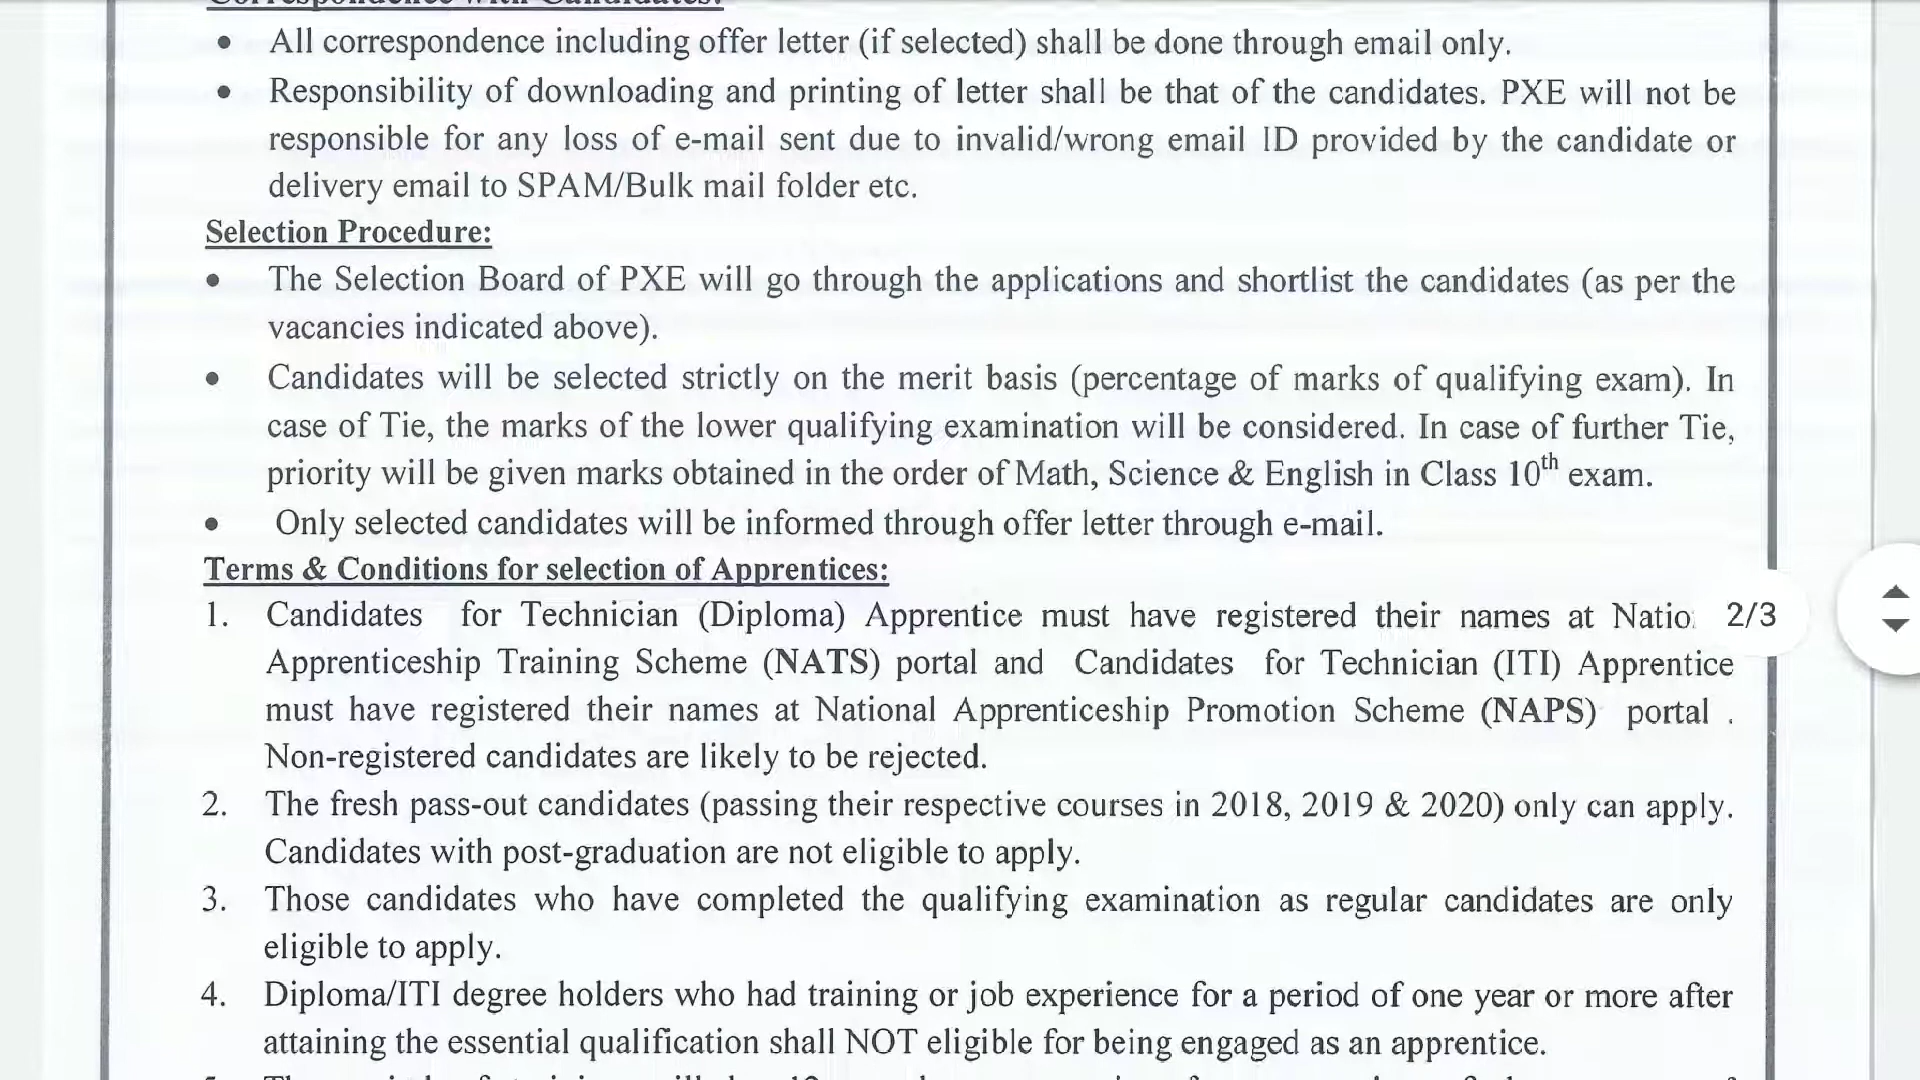 Correspondence with Candidates:
• All correspondence including offer letter (if selected) shall be done through email only.
• Responsibility of downloading and printing of letter shall be that of the candidates. PXE will not be
responsible for any loss of e-mail sent due to invalid/wrong email ID provided by the candidate or
delivery email to SPAM/Bulk mail folder etc.
Selection Procedure:
• The Selection Board of PXE will go through the applications and shortlist the candidates (as per the
vacancies indicated above).
• Candidates will be selected strictly on the merit basis (percentage of marks of qualifying exam). In
case of Tie, the marks of the lower qualifying examination will be considered. In case of further Tie,
priority will be given marks obtained in the order of Math, Science & English in Class 10th exam.
• Only selected candidates will be informed through offer letter through e-mail.
Terms & Conditions for selection of Apprentices:
1. Candidates for Technician (Diploma) Apprentice must have registered their names at Natio 2/3
Apprenticeship Training Scheme (NATS) portal and Candidates for Technician (ITI) Apprentice
must have registered their names at National Apprenticeship Promotion Scheme (NAPS) portal .
Non-registered candidates are likely to be rejected.
2. The fresh pass-out candidates (passing their respective courses in 2018, 2019 & 2020) only can apply.
Candidates with post-graduation are not eligible to apply.
3. Those candidates who have completed the qualifying examination as regular candidates are only
eligible to apply.
4. Diploma/ITI degree holders who had training or job experience for a period of one year or more after
attaining the essential qualification shall NOT eligible for being engaged as an apprentice.